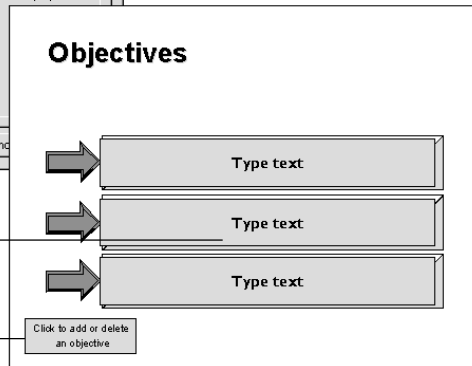 Objectives
Type text
Type text
Type text
Click to add or delete
an objective